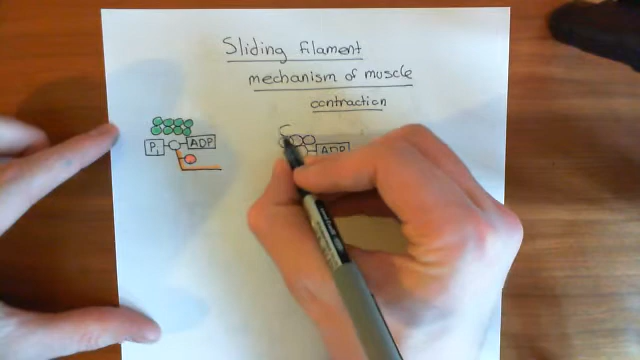 Sliding filament
mechanism of muscle
contraction
Pi ADP
ADP